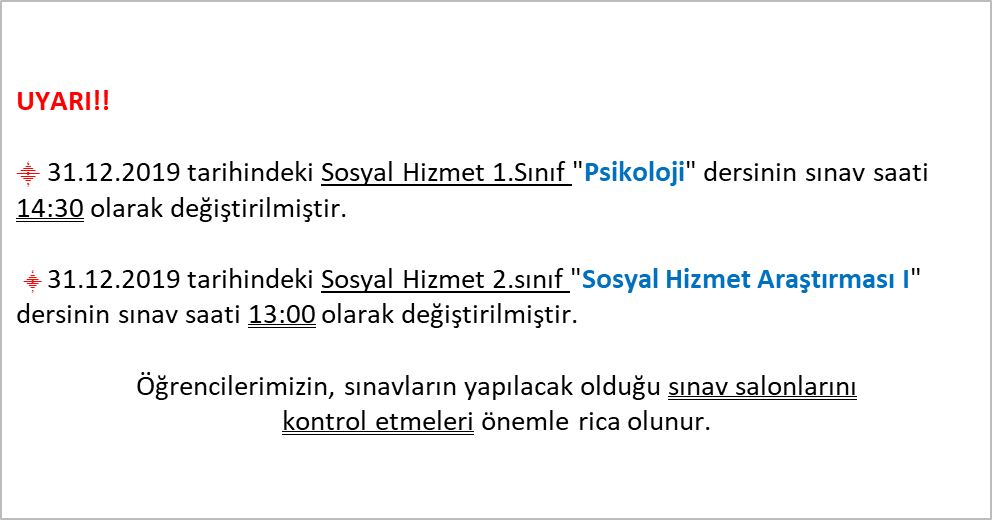 UYARI!!
31.12.2019 tarihindeki Sosyal Hizmet 1.Sınıf "Psikoloji" dersinin sınav saati
14:30 olarak değiştirilmiştir.
31.12.2019 tarihindeki Sosyal Hizmet 2.sınıf "Sosyal Hizmet Araştırması I"
dersinin sınav saati 13:00 olarak değiştirilmiştir.
Öğrencilerimizin, sınavların yapılacak olduğu sınav salonlarını
kontrol etmeleri önemle rica olunur.